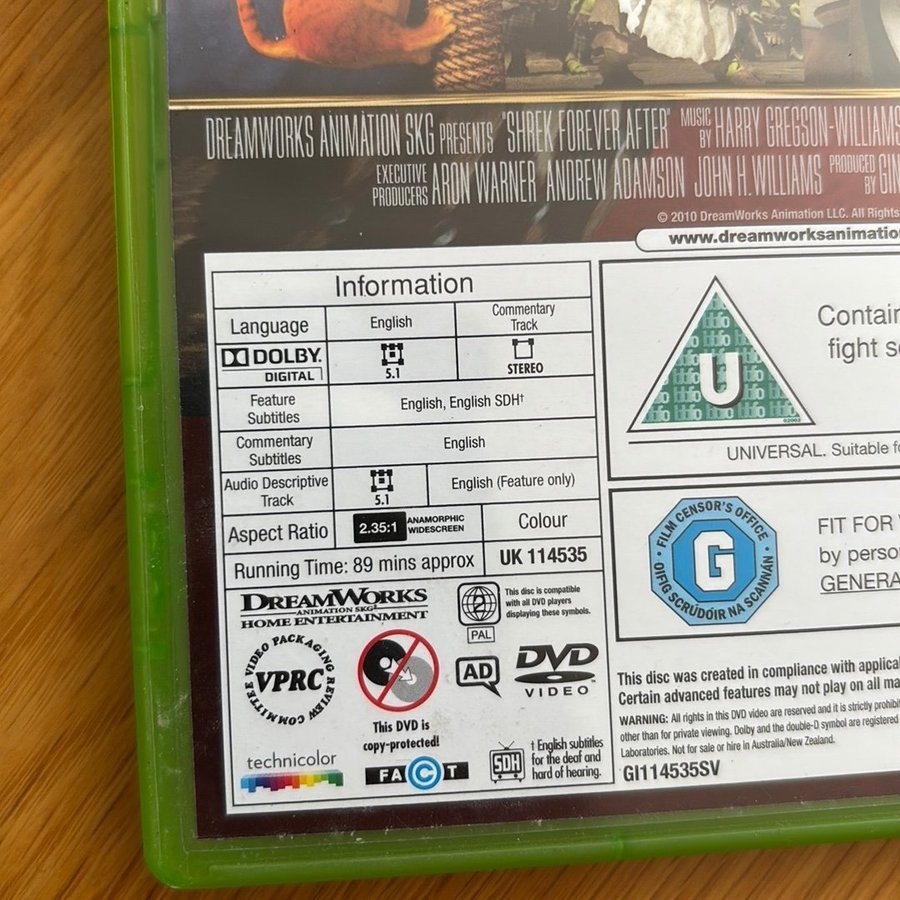 DREAMWORKS ANIMATION SKG PRESENTS "SHREK FOREVER AFTER" MUSIC BY HARRY GREGSON-WILLIAMS
EXECUTIVE PRODUCERS ARON WARNER ANDREW ADAMSON JOHN H. WILLIAMS PRODUCED BY GIN
© 2010 DreamWorks Animation LLC. All Rights
www.dreamworksanimatio
Information
Language English Commentary Track
DOLBY DIGITAL 5.1 STEREO
Feature Subtitles English, English SDH†
Commentary Subtitles English
Audio Descriptive Track 5.1 English (Feature only)
Aspect Ratio 2.35:1 ANAMORPHIC WIDESCREEN Colour
Running Time: 89 mins approx UK 114535
DREAMWORKS
ANIMATION SKG
HOME ENTERTAINMENT
2
PAL
This disc is compatible
with all DVD players
displaying these symbols.
VIDEO PACKAGING REVIEW COMMITTEE
VPRC
AD
DVD
VIDEO
This DVD is
copy-protected!
technicolor
FACT
SDH
† English subtitles
for the deaf and
hard of hearing.
U
Contain
fight s
UNIVERSAL. Suitable fo
FILM CENSOR'S OFFICE
G
OIFIG SCRÚDÓIR NA SCANNÁN
FIT FOR
by perso
GENERA
This disc was created in compliance with applical
Certain advanced features may not play on all ma
WARNING: All rights in this DVD video are reserved and it is strictly prohibit
other than for private viewing. Dolby and the double-D symbol are registered
Laboratories. Not for sale or hire in Australia/New Zealand.
GI114535SV